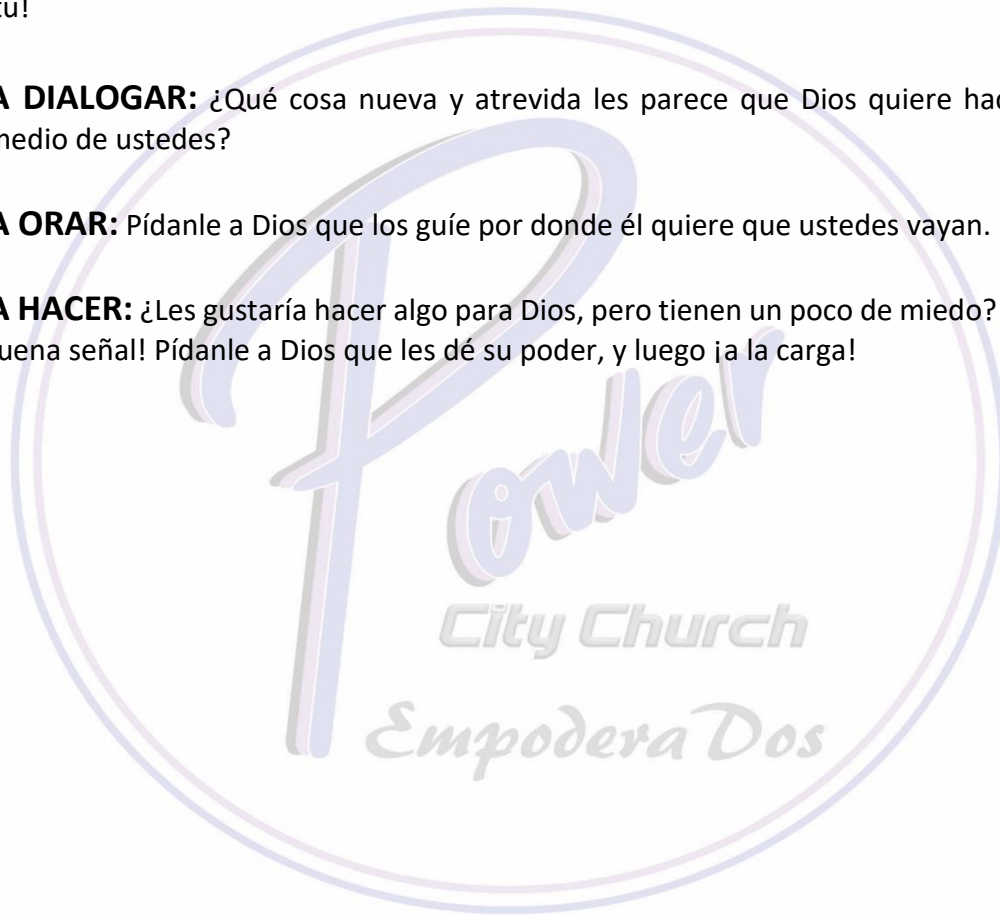 tu!
A DIALOGAR: ¿Qué cosa nueva y atrevida les parece que Dios quiere hac
medio de ustedes?
A ORAR: Pídanle a Dios que los guíe por donde él quiere que ustedes vayan.
A HACER: ¿Les gustaría hacer algo para Dios, pero tienen un poco de miedo?
uena señal! Pídanle a Dios que les dé su poder, y luego ¡a la carga!
Power
City Church
EmpoderaDos